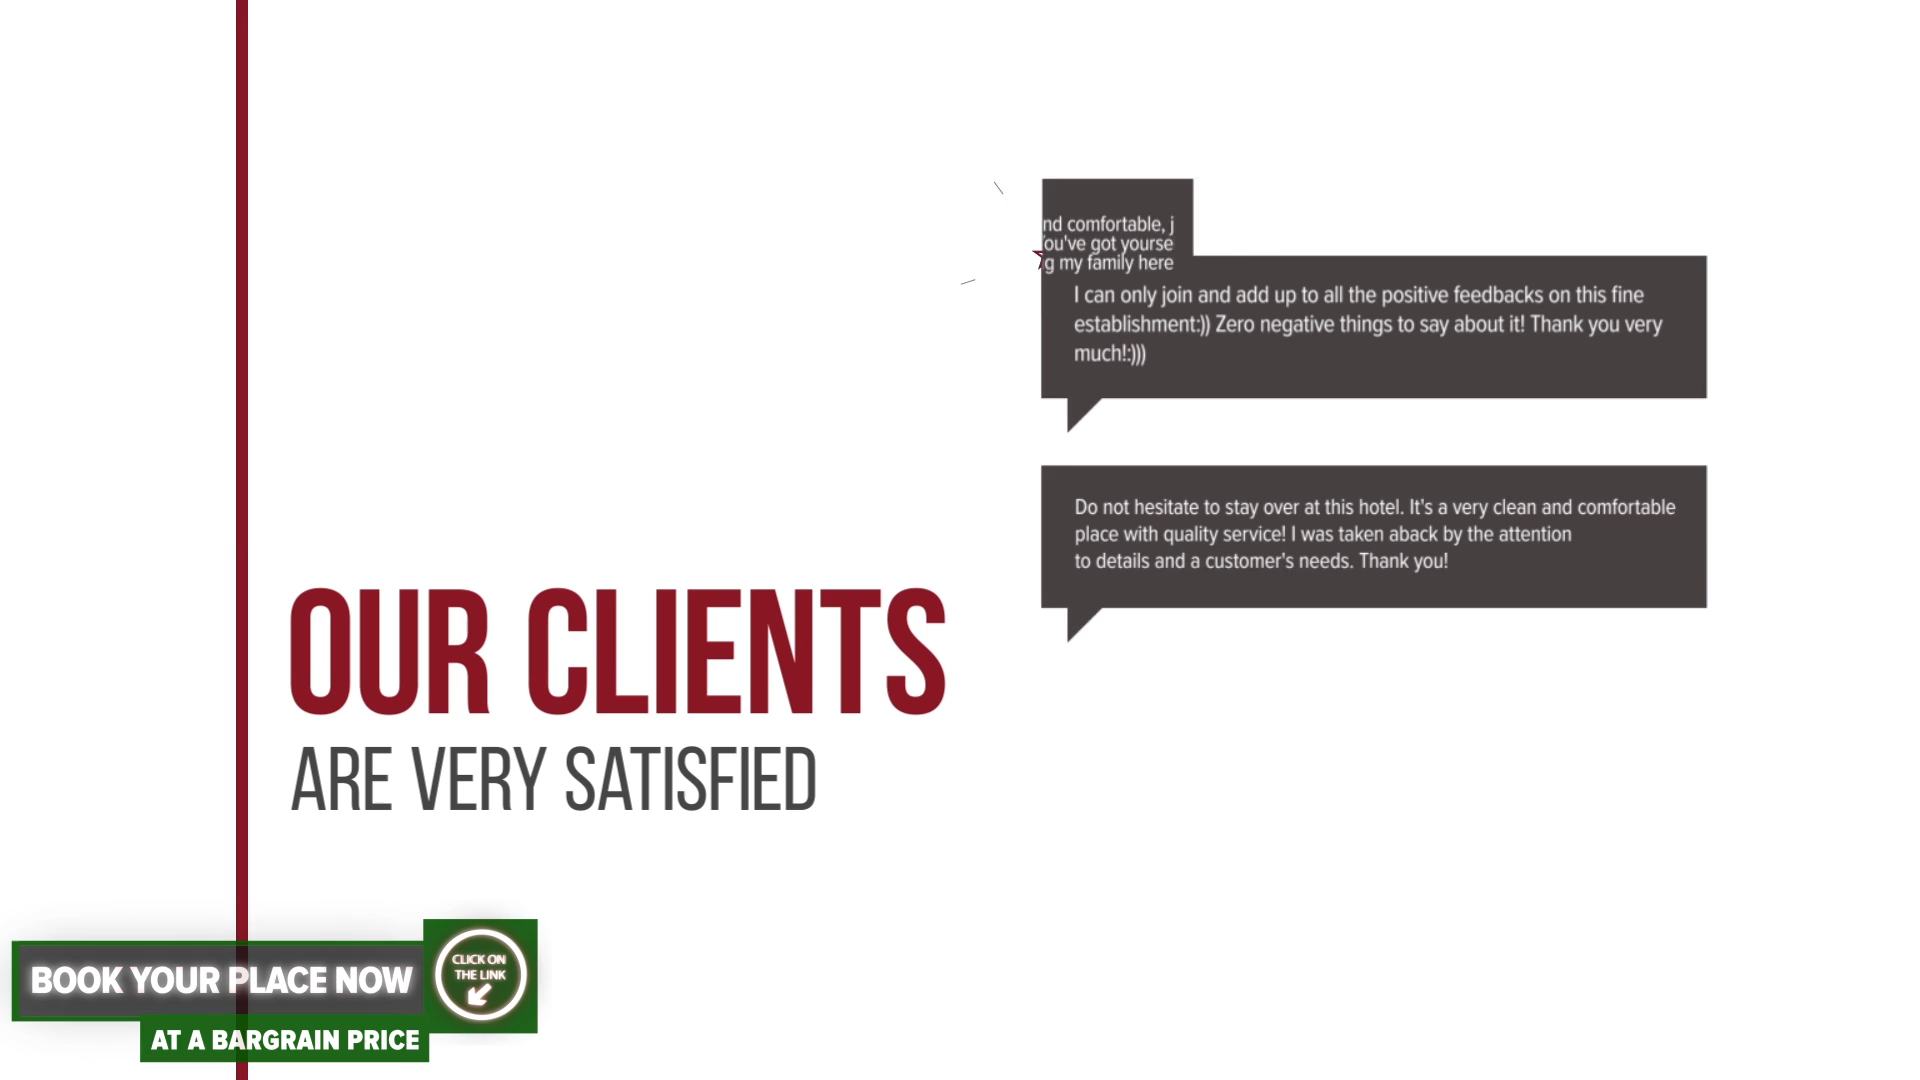 OUR CLIENTS
ARE VERY SATISFIED
nd comfortable, j
ou've got yourse
g my family here
I can only join and add up to all the positive feedbacks on this fine
establishment:)) Zero negative things to say about it! Thank you very
much!:)))
Do not hesitate to stay over at this hotel. It's a very clean and comfortable
place with quality service! I was taken aback by the attention
to details and a customer's needs. Thank you!
BOOK YOUR PLACE NOW
CLICK ON
THE LINK
AT A BARGRAIN PRICE